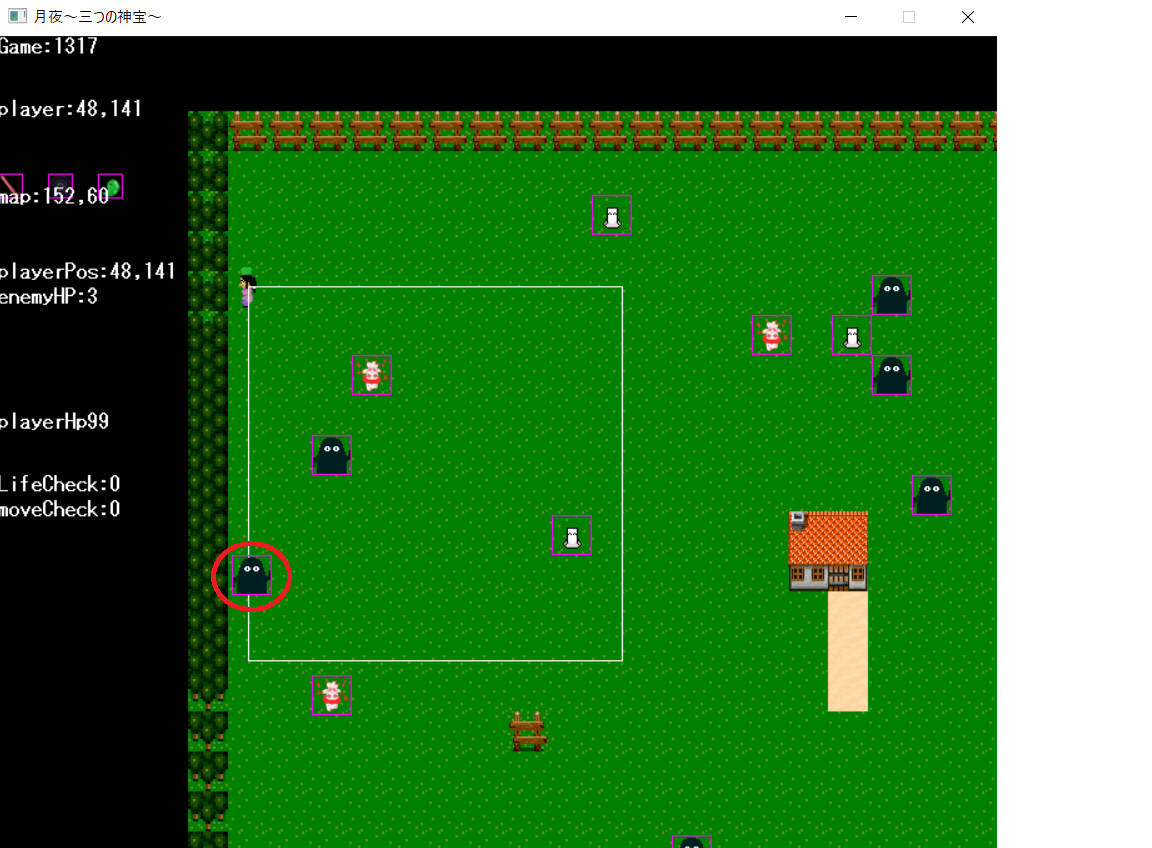 月夜～三つの神宝～
Game:1317
player:48,141
map:152,60
playerPos:48,141
enemyHP:3
playerHp99
LifeCheck:0
moveCheck:0